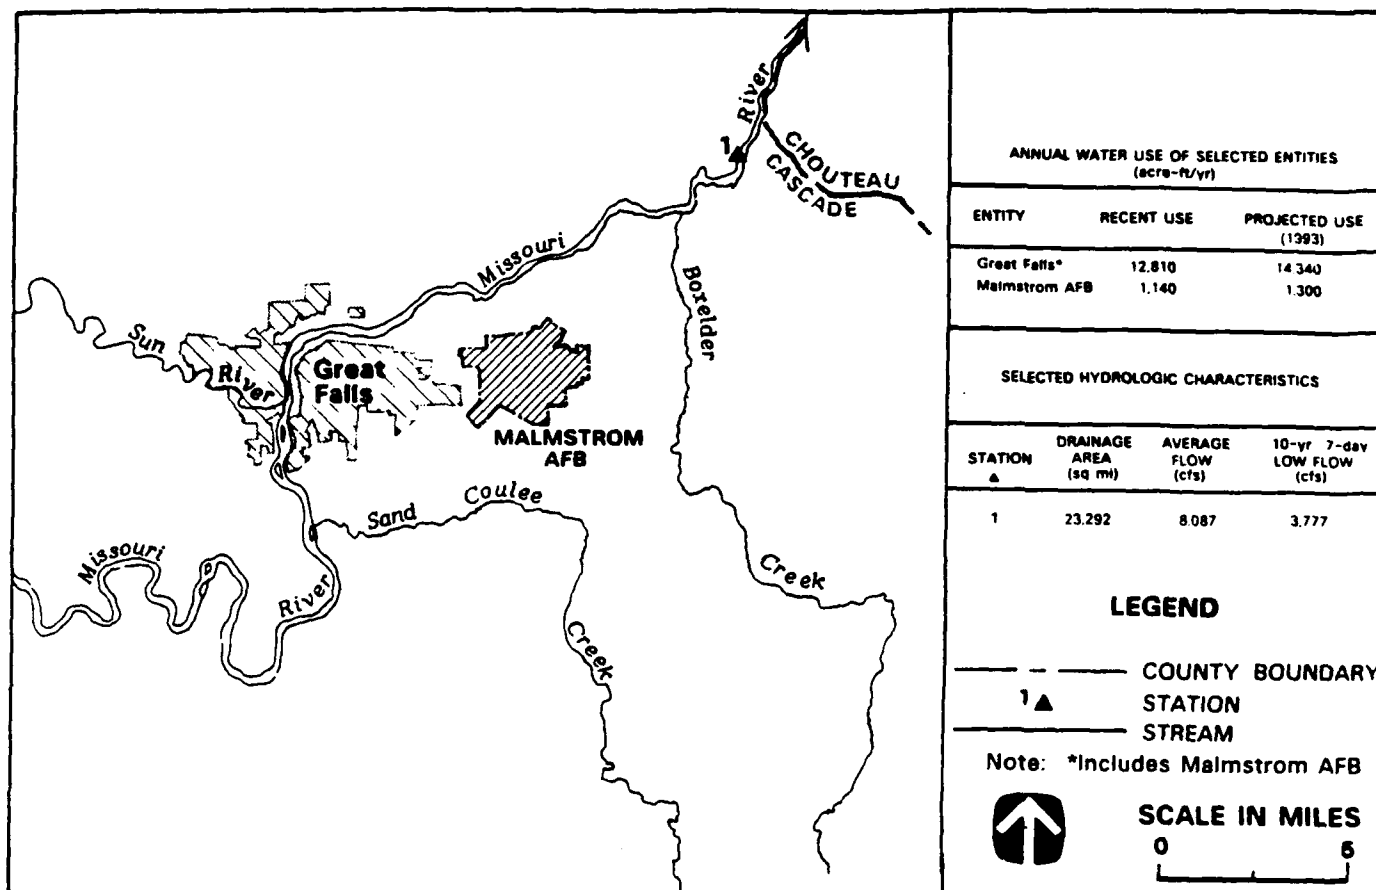 River
1
CHOUTEAU
CASCADE
Missouri
Boxelder
Sun
River
Great
Falls
MALMSTROM
AFB
Sand Coulee
Missouri
River
Creek
Creek
ANNUAL WATER USE OF SELECTED ENTITIES
(acre-ft/yr)
ENTITY RECENT USE PROJECTED USE
(1993)
Great Falls* 12,810 14 340
Malmstrom AFB 1,140 1.300
SELECTED HYDROLOGIC CHARACTERISTICS
STATION DRAINAGE AREA (sq mi) AVERAGE FLOW (cfs) 10-yr 7-day LOW FLOW (cfs)
1 23.292 8.087 3,777
LEGEND
COUNTY BOUNDARY
1 STATION
STREAM
Note: *Includes Malmstrom AFB
SCALE IN MILES
0 5